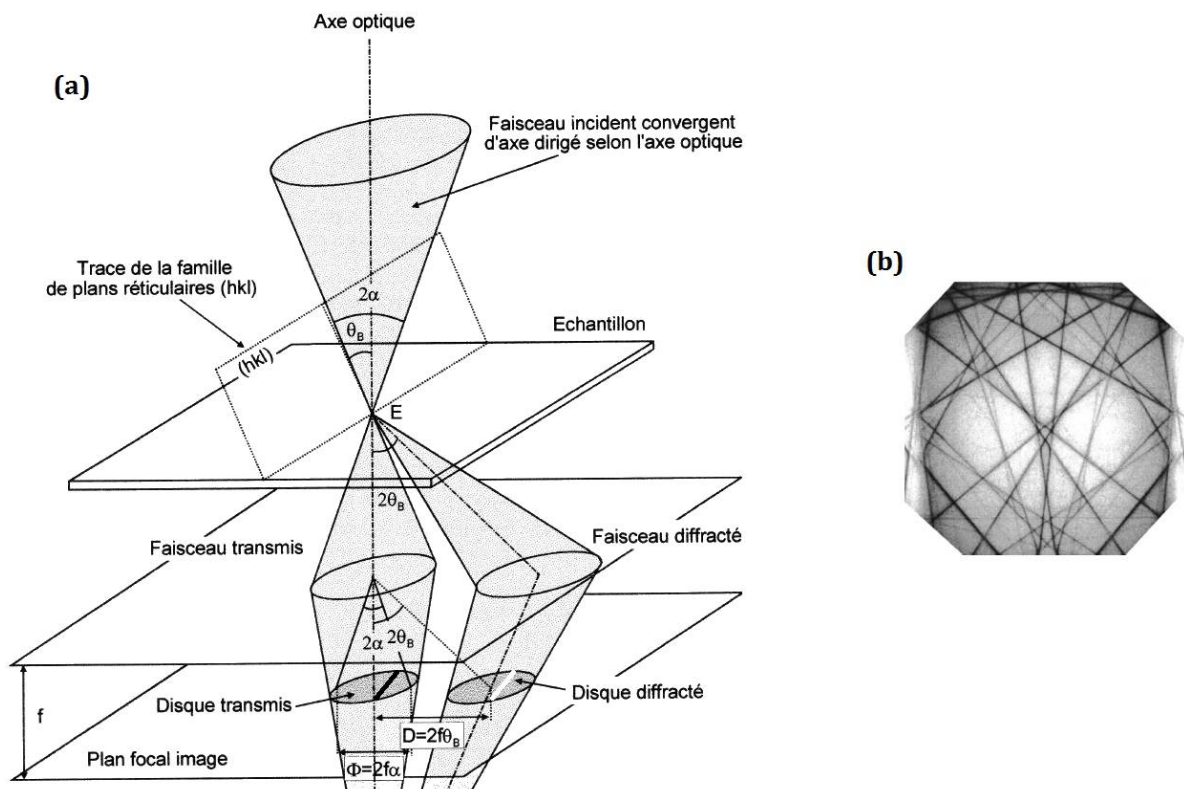 Axe optique
(a)
Faisceau incident convergent
d'axe dirigé selon l'axe optique
Trace de la famille
de plans réticulaires (hkl)
(b)
2α
θB
Echantillon
(hkl)
E
2θB
Faisceau transmis
Faisceau diffracté
2α 2θB
Disque transmis
Disque diffracté
f
D=2fθB
Plan focal image
Φ=2fα